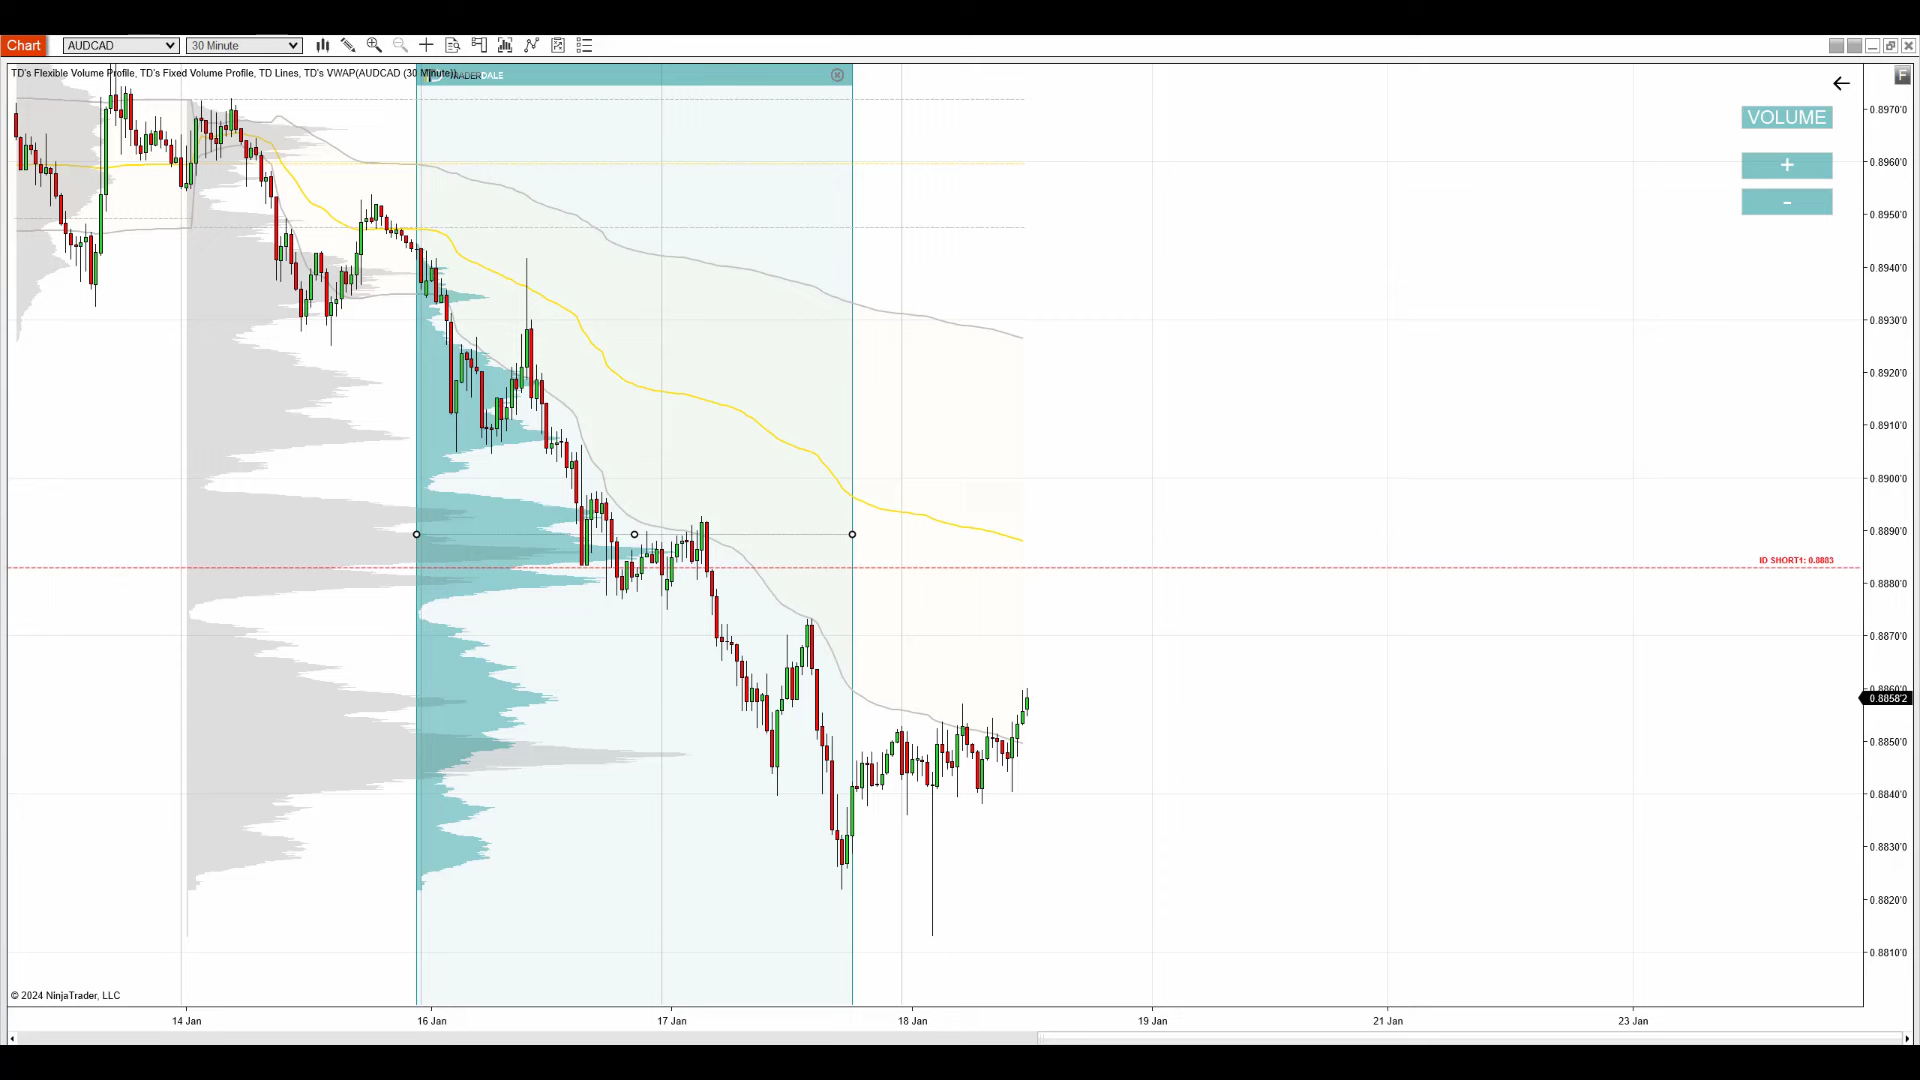 Chart AUDCAD 30 Minute
TD's Flexible Volume Profile, TD's Fixed Volume Profile, TD Lines, TD's VWAP(AUDCAD (30 Minute))
TRADERDALE
F
VOLUME
+
-
0.8970'0
0.8960'0
0.8950'0
0.8940'0
0.8930'0
0.8920'0
0.8910'0
0.8900'0
0.8890'0
ID SHORT1: 0.8883
0.8880'0
0.8870'0
0.8860'0
0.8858'2
0.8850'0
0.8840'0
0.8830'0
0.8820'0
0.8810'0
© 2024 NinjaTrader, LLC
14 Jan 16 Jan 17 Jan 18 Jan 19 Jan 21 Jan 23 Jan